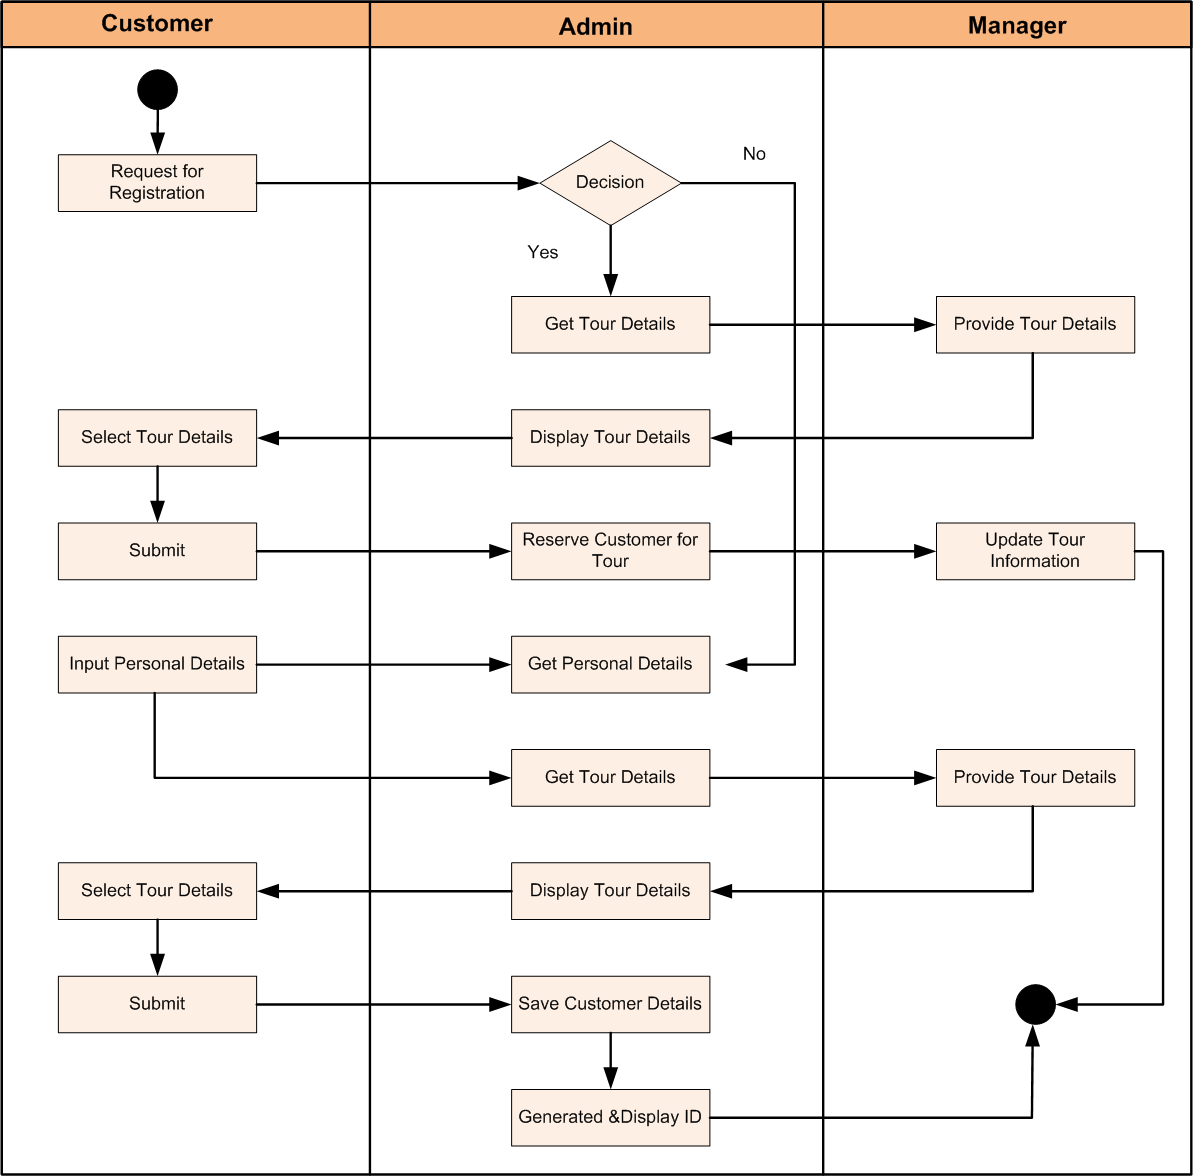 Customer
Admin
Manager
Request for
Registration
Decision
No
Yes
Get Tour Details
Provide Tour Details
Select Tour Details
Display Tour Details
Submit
Reserve Customer for
Tour
Update Tour
Information
Input Personal Details
Get Personal Details
Get Tour Details
Provide Tour Details
Select Tour Details
Display Tour Details
Submit
Save Customer Details
Generated &Display ID